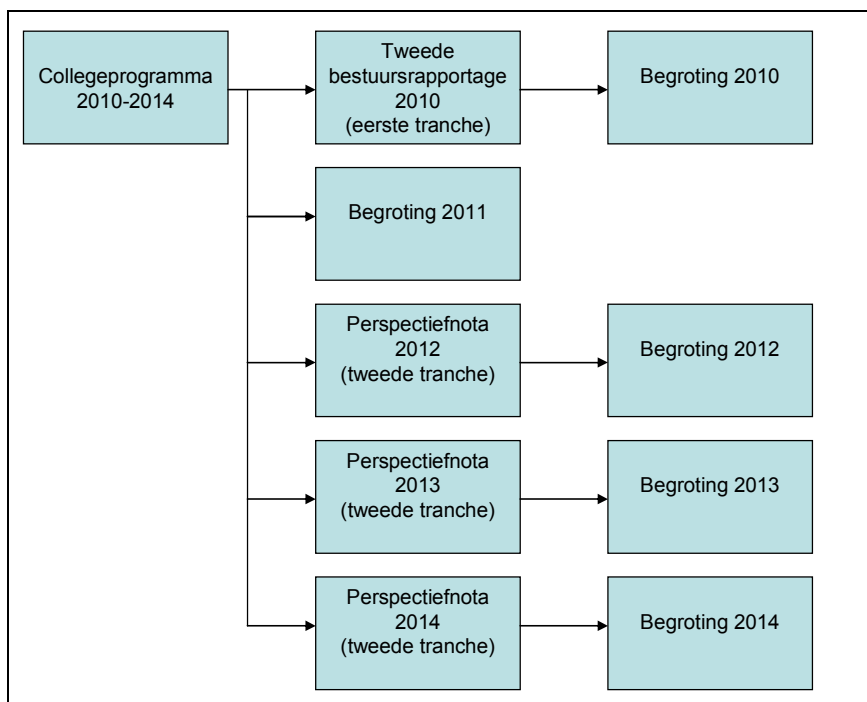 Collegeprogramma
2010-2014
Tweede
bestuursrapportage
2010
(eerste tranche)
Begroting 2010
Begroting 2011
Perspectiefnota
2012
(tweede tranche)
Begroting 2012
Perspectiefnota
2013
(tweede tranche)
Begroting 2013
Perspectiefnota
2014
(tweede tranche)
Begroting 2014